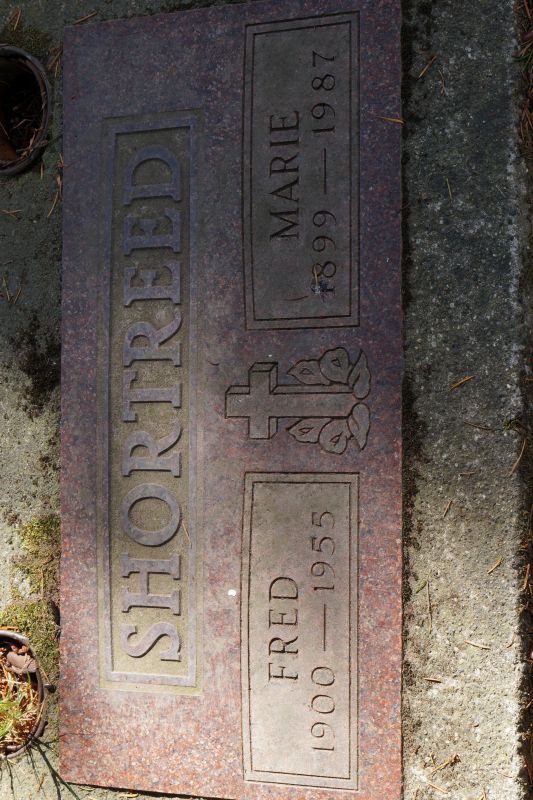 SHORTREED
FRED
1900 — 1955
MARIE
1899 — 1987